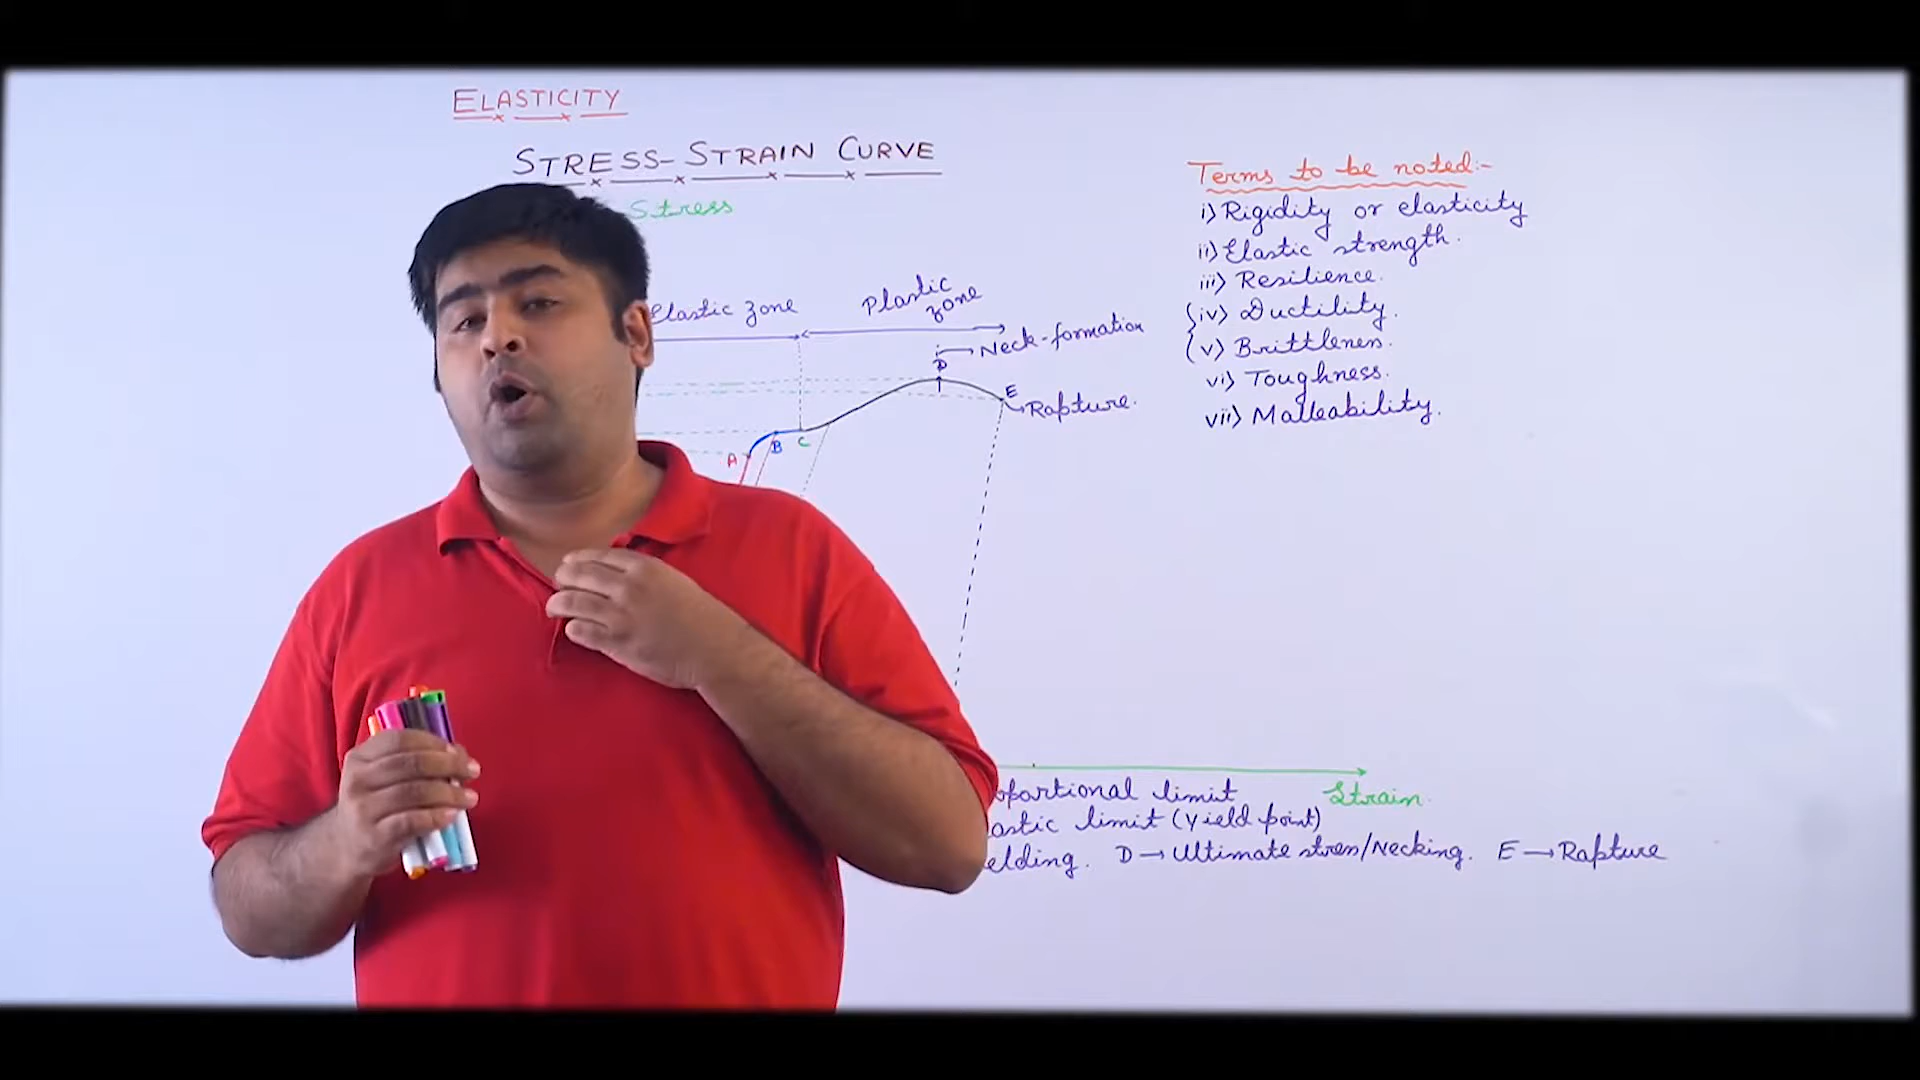 ELASTICITY
STRESS-STRAIN CURVE
Stress
Terms to be noted:-
i) Rigidity or elasticity
ii) Elastic strength.
iii) Resilience.
iv) Ductility.
v) Brittleness.
vi) Toughness.
vii) Malleability.
Elastic zone
Plastic zone
D
Neck-formation
E
Rapture.
A
B
C
Strain.
oportional limit
astic limit (Yield point)
elding. D → Ultimate stress/Necking. E → Rapture